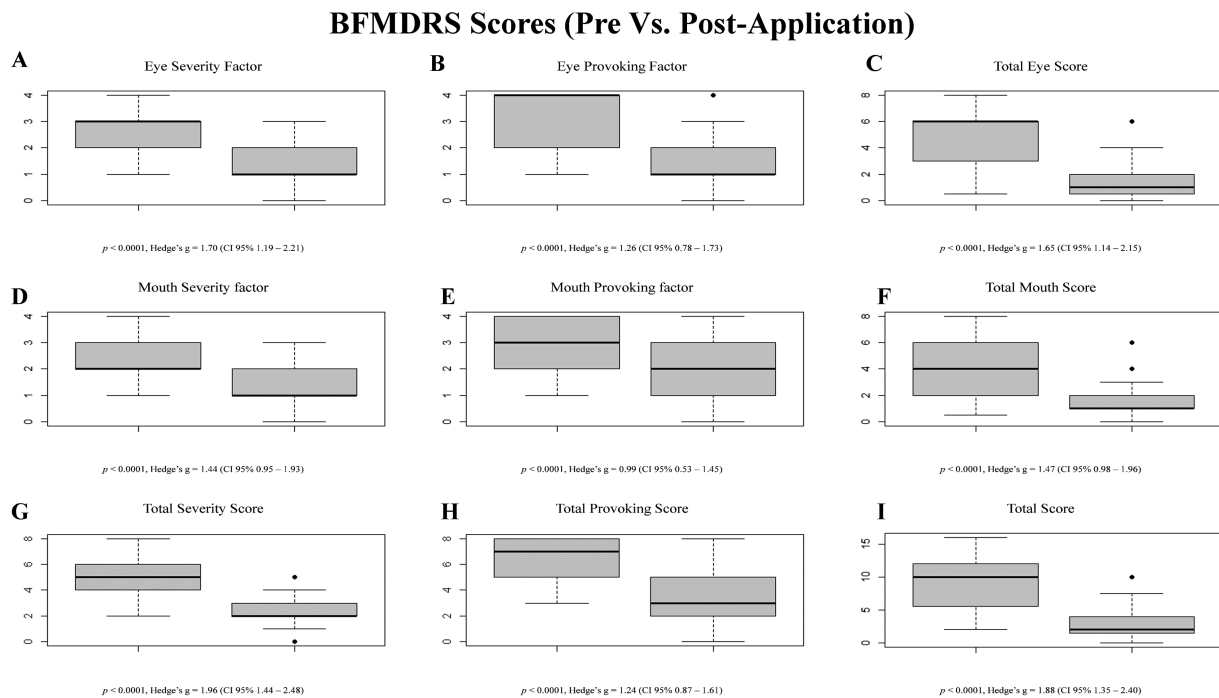 BFMDRS Scores (Pre Vs. Post-Application)
A
Eye Severity Factor
4
3
2
1
0
p < 0.0001, Hedge's g = 1.70 (CI 95% 1.19 – 2.21)
B
Eye Provoking Factor
4
3
2
1
0
p < 0.0001, Hedge's g = 1.26 (CI 95% 0.78 – 1.73)
C
Total Eye Score
8
6
4
2
0
p < 0.0001, Hedge's g = 1.65 (CI 95% 1.14 – 2.15)
D
Mouth Severity factor
4
3
2
1
0
p < 0.0001, Hedge's g = 1.44 (CI 95% 0.95 – 1.93)
E
Mouth Provoking factor
4
3
2
1
0
p < 0.0001, Hedge's g = 0.99 (CI 95% 0.53 – 1.45)
F
Total Mouth Score
8
6
4
2
0
p < 0.0001, Hedge's g = 1.47 (CI 95% 0.98 – 1.96)
G
Total Severity Score
8
6
4
2
0
p < 0.0001, Hedge's g = 1.96 (CI 95% 1.44 – 2.48)
H
Total Provoking Score
8
6
4
2
0
p < 0.0001, Hedge's g = 1.24 (CI 95% 0.87 – 1.61)
I
Total Score
15
10
5
0
p < 0.0001, Hedge's g = 1.88 (CI 95% 1.35 – 2.40)